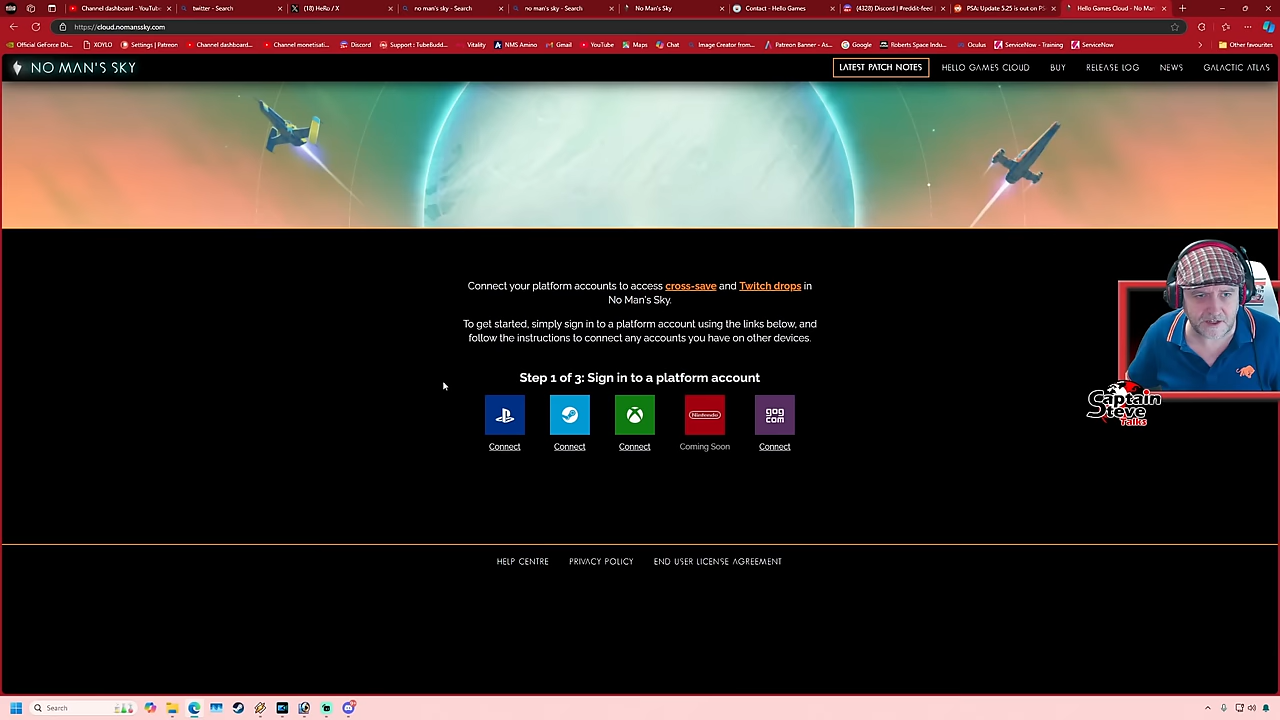 Channel dashboard - YouTube
twitter - Search
(18) HeRo / X
no man's sky - Search
no man's sky - Search
No Man's Sky
Contact - Hello Games
(4328) Discord | #reddit-feed
PSA: Update 5.25 is out on PS
Hello Games Cloud - No Man
https://cloud.nomanssky.com
Official GeForce Dri...
XOYLO
Settings | Patreon
Channel dashboard...
Channel monetisati...
Discord
Support : TubeBudd...
Vitality
NMS Amino
Gmail
YouTube
Maps
Chat
Image Creator from...
Patreon Banner - As...
Google
Roberts Space Indu...
Oculus
ServiceNow - Training
ServiceNow
Other favourites
NO MAN'S SKY
LATEST PATCH NOTES
HELLO GAMES CLOUD
BUY
RELEASE LOG
NEWS
GALACTIC ATLAS
Connect your platform accounts to access cross-save and Twitch drops in
No Man's Sky.
To get started, simply sign in to a platform account using the links below, and
follow the instructions to connect any accounts you have on other devices.
Step 1 of 3: Sign in to a platform account
Nintendo
gog
com
Connect
Connect
Connect
Coming Soon
Connect
Captain
Steve
Talks
HELP CENTRE
PRIVACY POLICY
END USER LICENSE AGREEMENT
Search